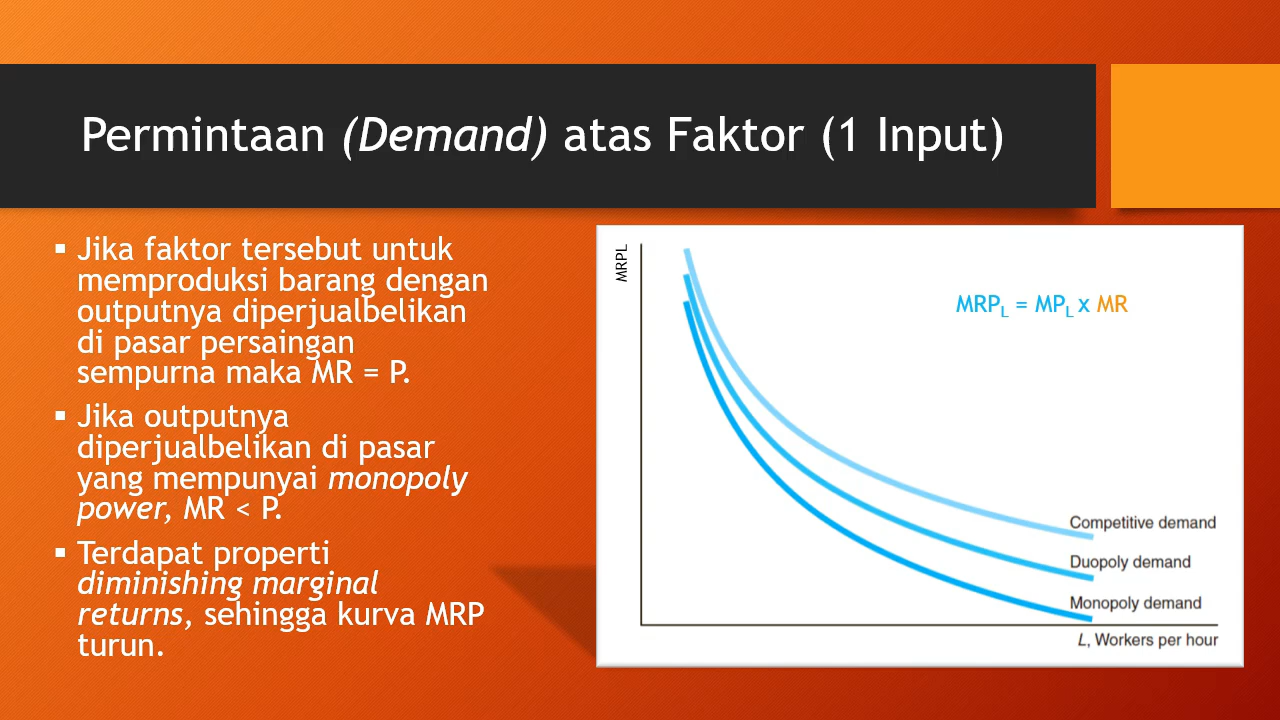 Permintaan (Demand) atas Faktor (1 Input)
▪ Jika faktor tersebut untuk
memproduksi barang dengan
outputnya diperjualbelikan
di pasar persaingan
sempurna maka MR = P.
▪ Jika outputnya
diperjualbelikan di pasar
yang mempunyai monopoly
power, MR < P.
▪ Terdapat properti
diminishing marginal
returns, sehingga kurva MRP
turun.
MRPL
MRPL = MPL x MR
Competitive demand
Duopoly demand
Monopoly demand
L, Workers per hour